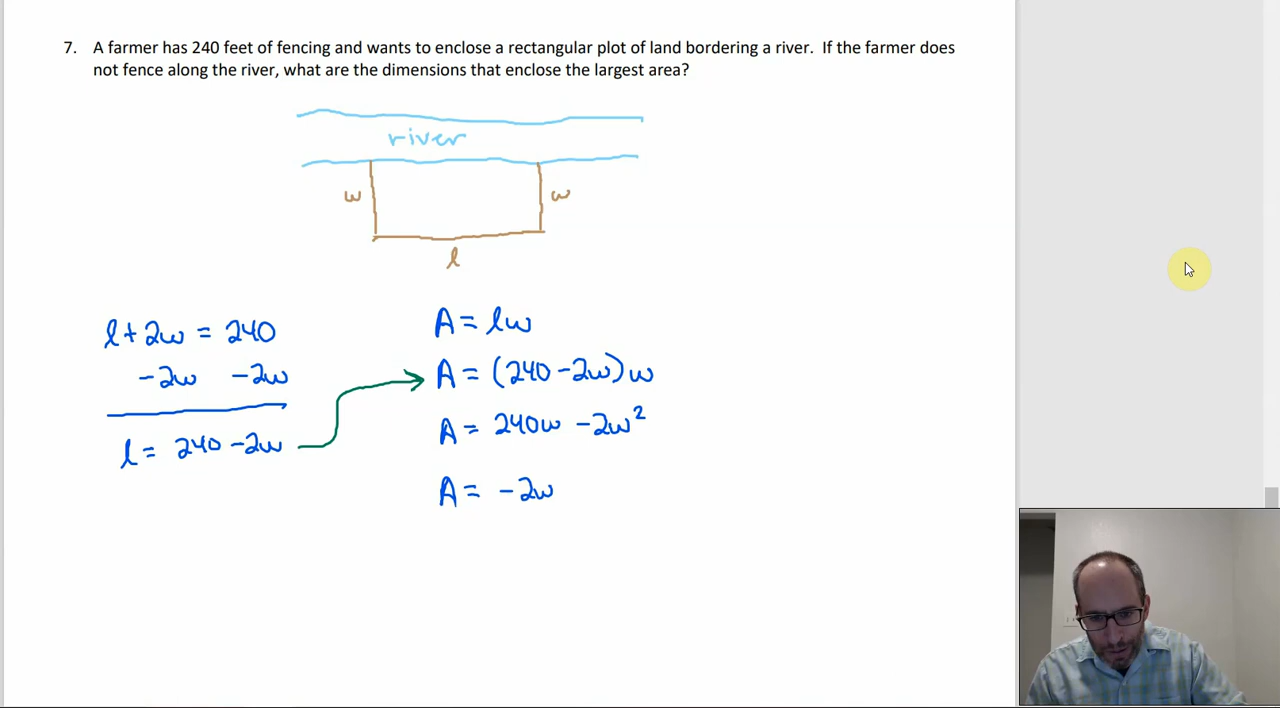 7. A farmer has 240 feet of fencing and wants to enclose a rectangular plot of land bordering a river. If the farmer does
not fence along the river, what are the dimensions that enclose the largest area?
river
w
w
l
l + 2w = 240
-2w -2w
l = 240 - 2w
A = lw
A = (240 - 2w)w
A = 240w - 2w²
A = -2w